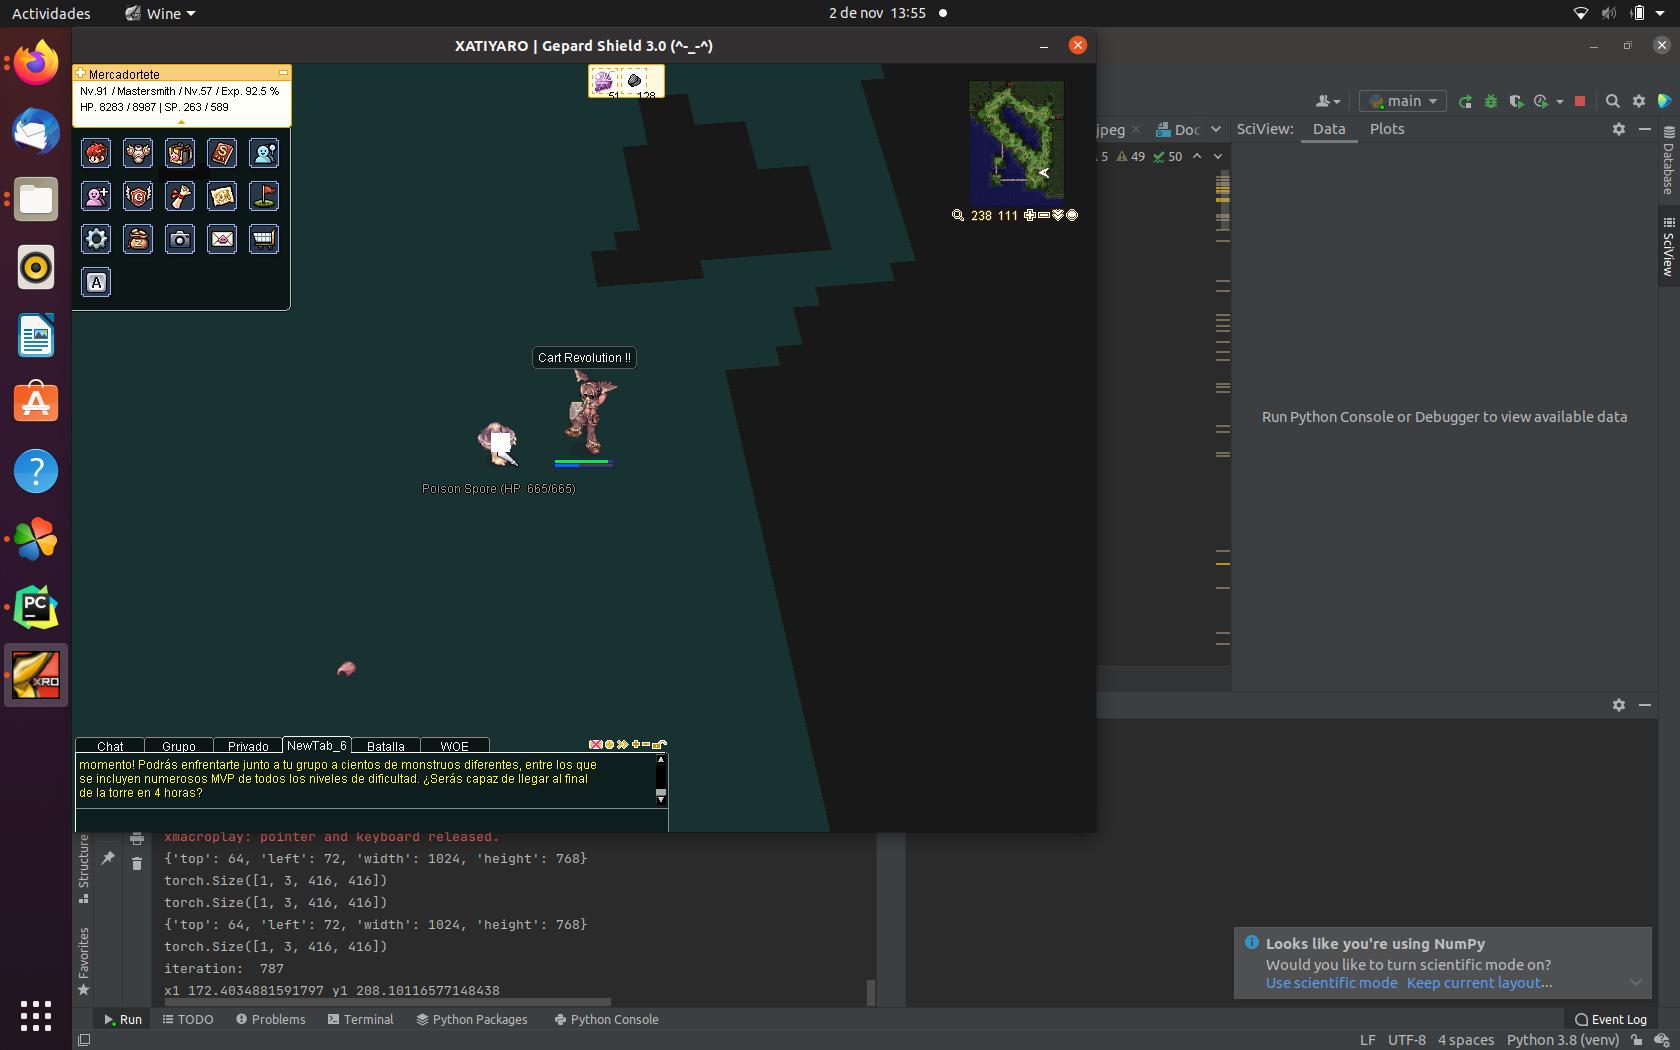 Actividades
Wine
2 de nov 13:55
XATIYARO | Gepard Shield 3.0 (^-_-^)
Mercadortete
Nv.91 / Mastersmith / Nv.57 / Exp. 92.5 %
HP. 8283 / 8987 | SP. 263 / 589
51
128
238 111
Cart Revolution !!
Poison Spore (HP: 665/665)
main
jpeg
Doc
SciView:
Data
Plots
5
49
50
Database
SciView
Run Python Console or Debugger to view available data
PC
XRO
A
Chat
Grupo
Privado
NewTab_6
Batalla
WOE
momento! Podrás enfrentarte junto a tu grupo a cientos de monstruos diferentes, entre los que
se incluyen numerosos MVP de todos los niveles de dificultad. ¿Serás capaz de llegar al final
de la torre en 4 horas?
xmacroplay: pointer and keyboard released.
{'top': 64, 'left': 72, 'width': 1024, 'height': 768}
torch.Size([1, 3, 416, 416])
torch.Size([1, 3, 416, 416])
{'top': 64, 'left': 72, 'width': 1024, 'height': 768}
torch.Size([1, 3, 416, 416])
iteration:  787
x1 172.4034881591797 y1 208.10116577148438
Structure
Favorites
Looks like you're using NumPy
Would you like to turn scientific mode on?
Use scientific mode Keep current layout...
Run
TODO
Problems
Terminal
Python Packages
Python Console
Event Log
LF UTF-8 4 spaces Python 3.8 (venv)